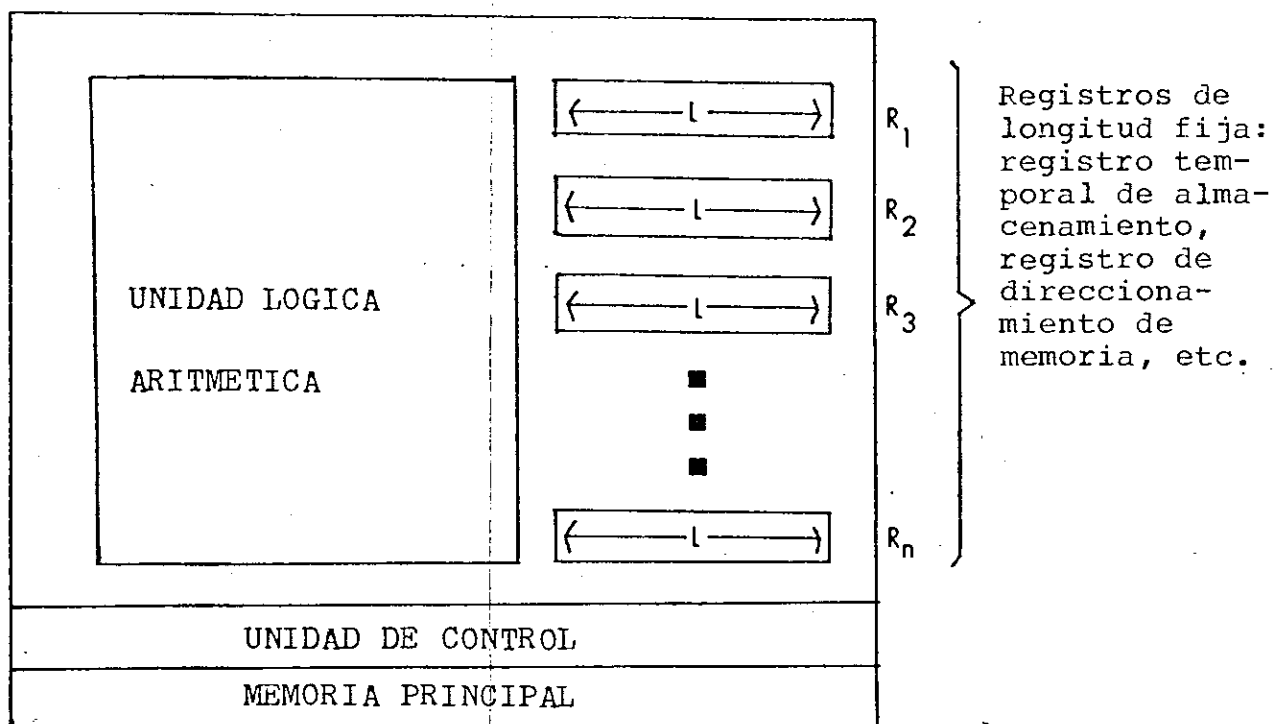 UNIDAD LOGICA
ARITMETICA
l
R1
l
R2
l
R3
l
Rn
Registros de
longitud fija:
registro tem-
poral de alma-
cenamiento,
registro de
direcciona-
miento de
memoria, etc.
UNIDAD DE CONTROL
MEMORIA PRINCIPAL